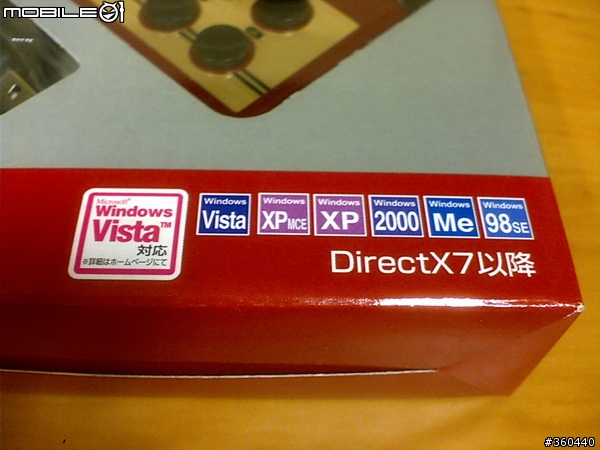 MOBILE01
Microsoft®
Windows
Vista™
対応
※詳細はホームページにて
Windows
Vista
Windows
XP MCE
Windows
XP
Windows
2000
Windows
Me
Windows
98SE
DirectX7以降
#360440